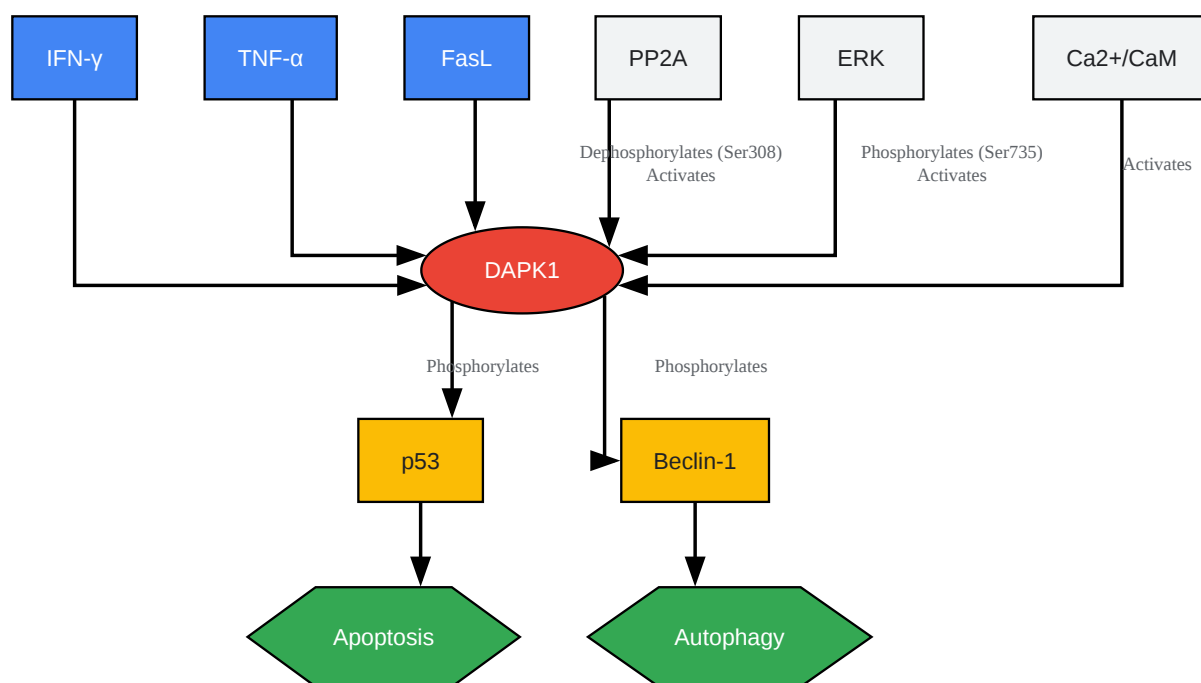 IFN-γ
TNF-α
FasL
PP2A
ERK
Ca2+/CaM
Dephosphorylates (Ser308)
Activates
Phosphorylates (Ser735)
Activates
Activates
DAPK1
Phosphorylates
Phosphorylates
p53
Beclin-1
Apoptosis
Autophagy